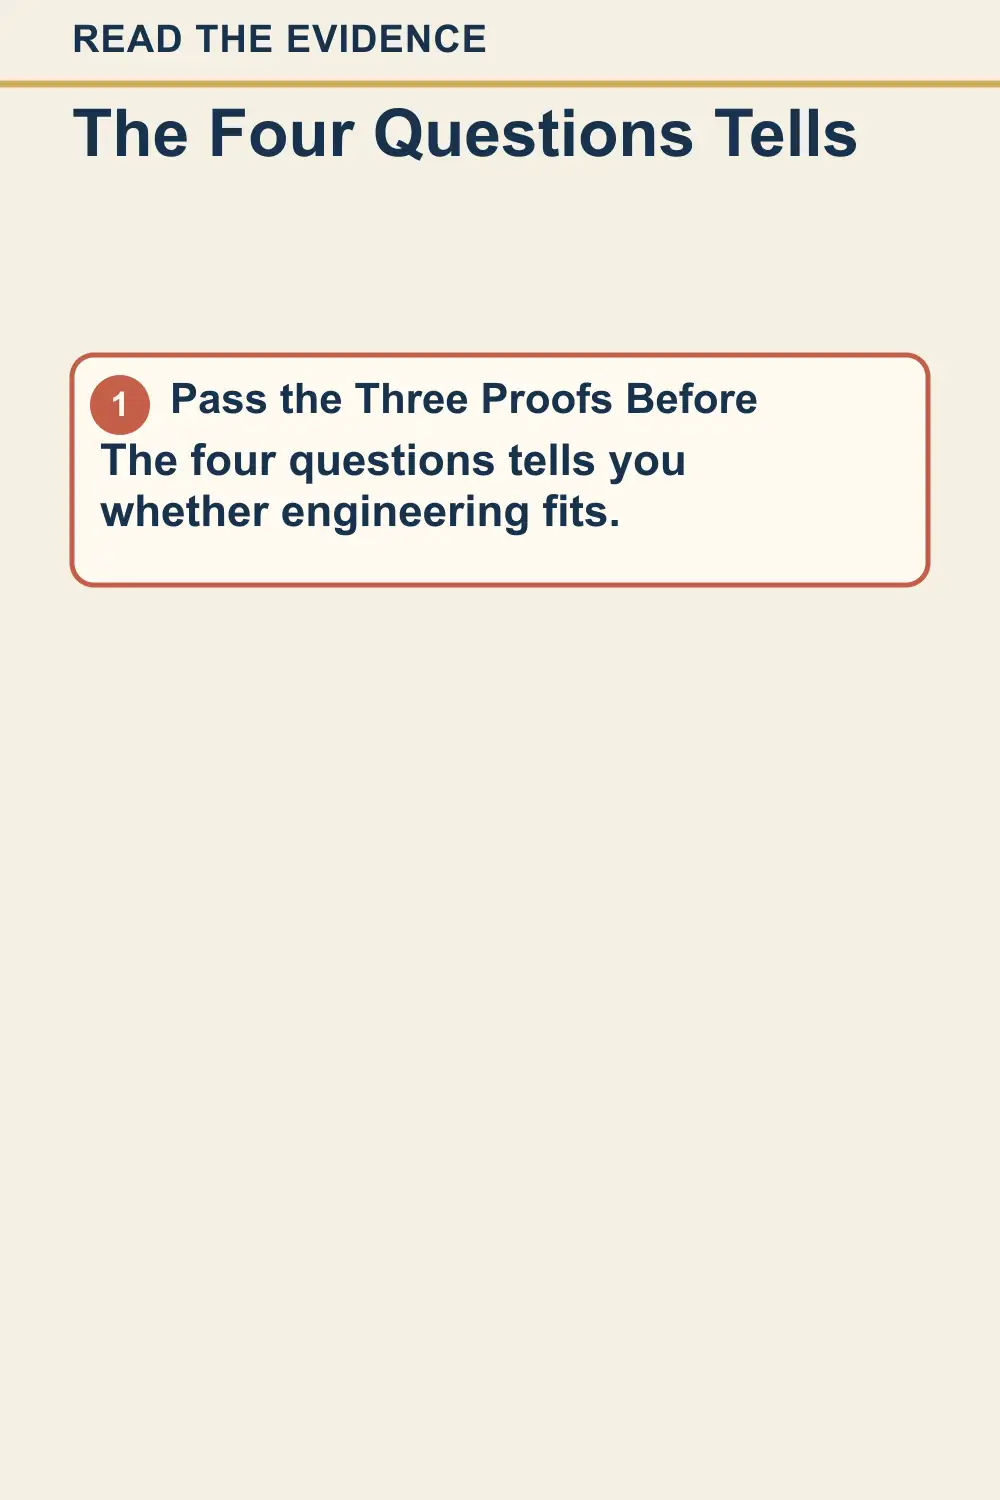 READ THE EVIDENCE
The Four Questions Tells
1 Pass the Three Proofs Before
The four questions tells you
whether engineering fits.